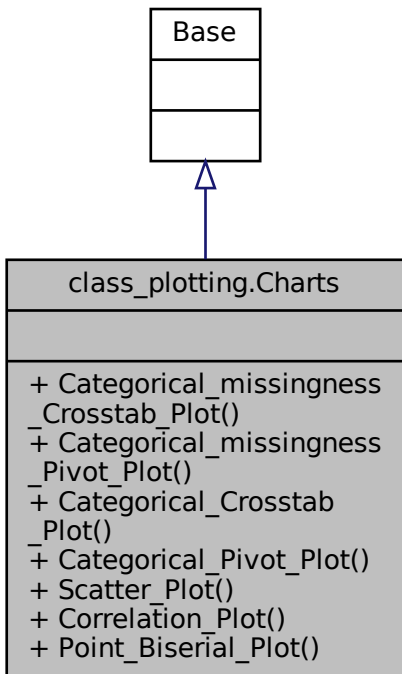 Base
class_plotting.Charts
+ Categorical_missingness
_Crosstab_Plot()
+ Categorical_missingness
_Pivot_Plot()
+ Categorical_Crosstab
_Plot()
+ Categorical_Pivot_Plot()
+ Scatter_Plot()
+ Correlation_Plot()
+ Point_Biserial_Plot()